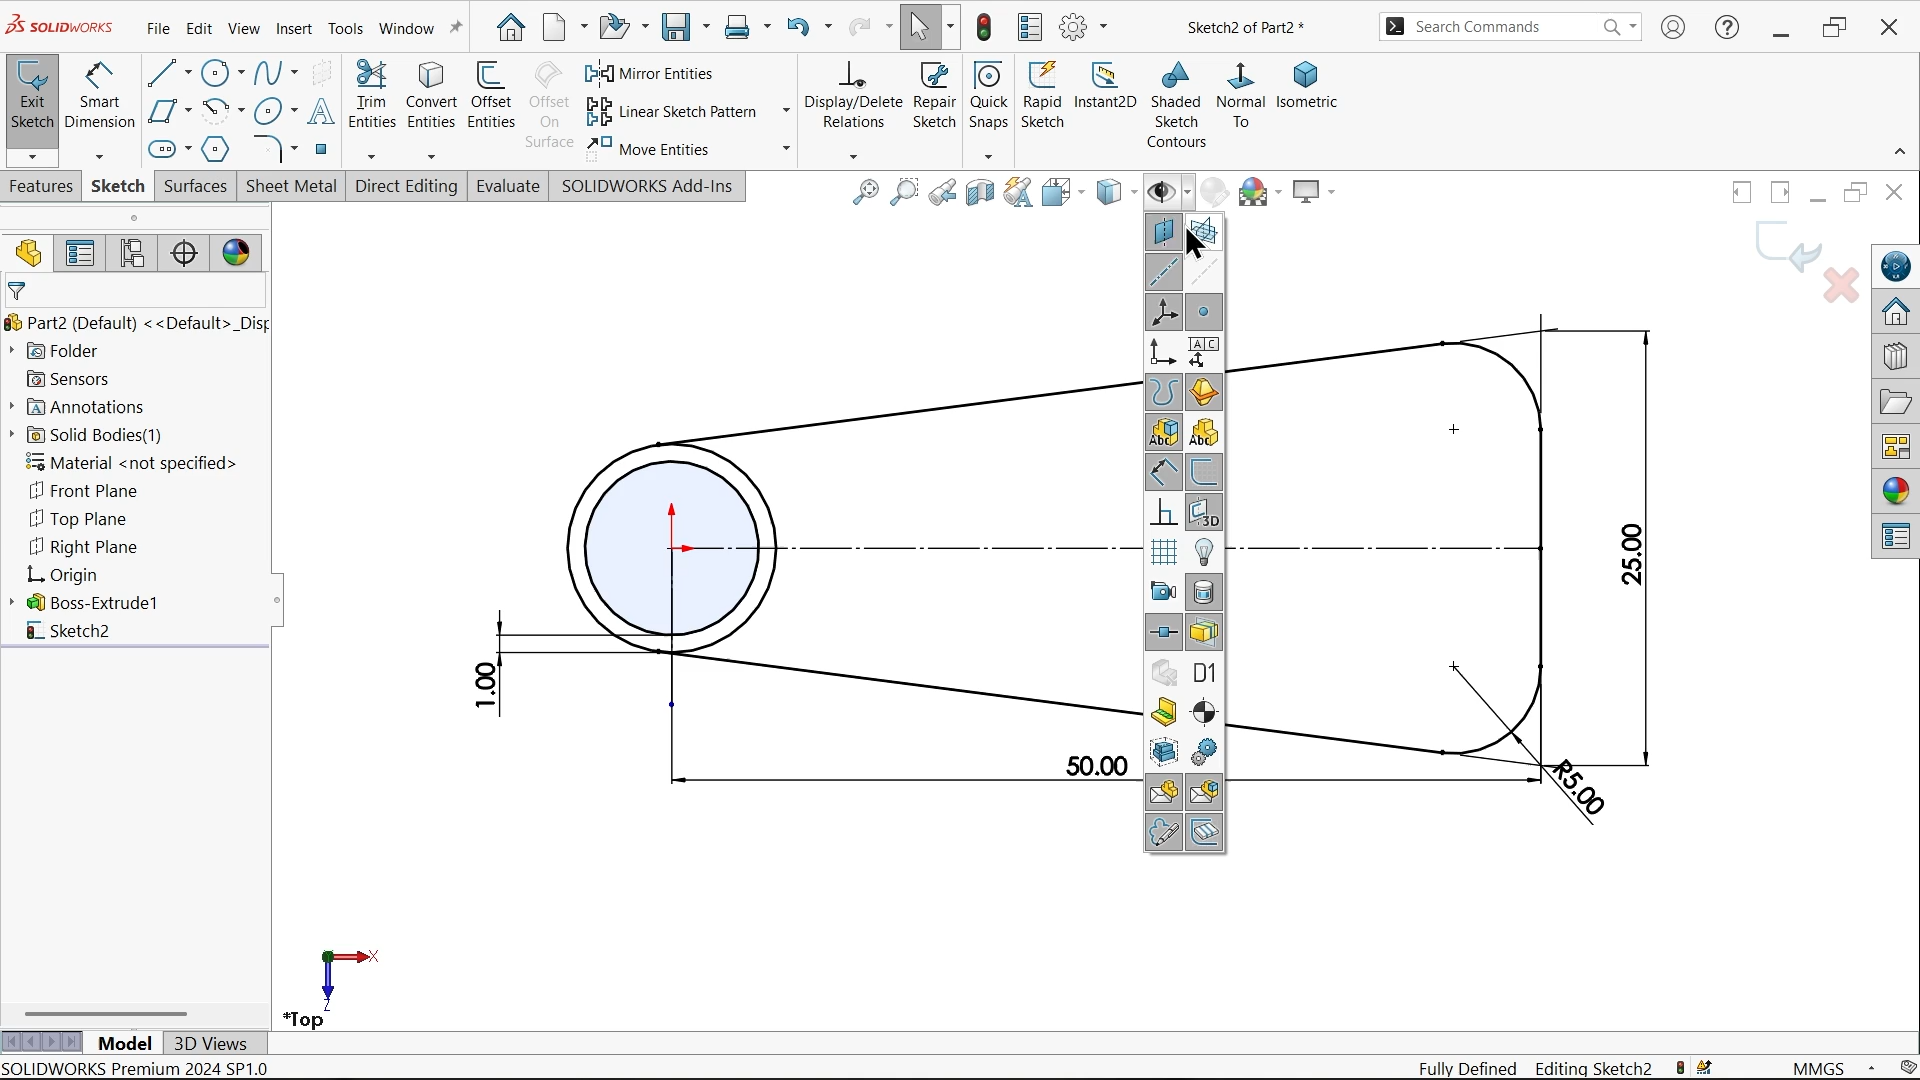 SOLIDWORKS
File Edit View Insert Tools Window
Sketch2 of Part2 *
Search Commands
Exit Sketch
Smart Dimension
Trim Entities
Convert Entities
Offset Entities
Offset On Surface
Mirror Entities
Linear Sketch Pattern
Move Entities
Display/Delete Relations
Repair Sketch
Quick Snaps
Rapid Sketch
Instant2D
Shaded Sketch Contours
Normal To
Isometric
Features Sketch Surfaces Sheet Metal Direct Editing Evaluate SOLIDWORKS Add-Ins
Part2 (Default) <<Default>_Disp
Folder
Sensors
Annotations
Solid Bodies(1)
Material <not specified>
Front Plane
Top Plane
Right Plane
Origin
Boss-Extrude1
Sketch2
A C
Abc Abc
3D
D1
25.00
1.00
50.00
R5.00
X
Z
*Top
Model 3D Views
SOLIDWORKS Premium 2024 SP1.0
Fully Defined Editing Sketch2 MMGS